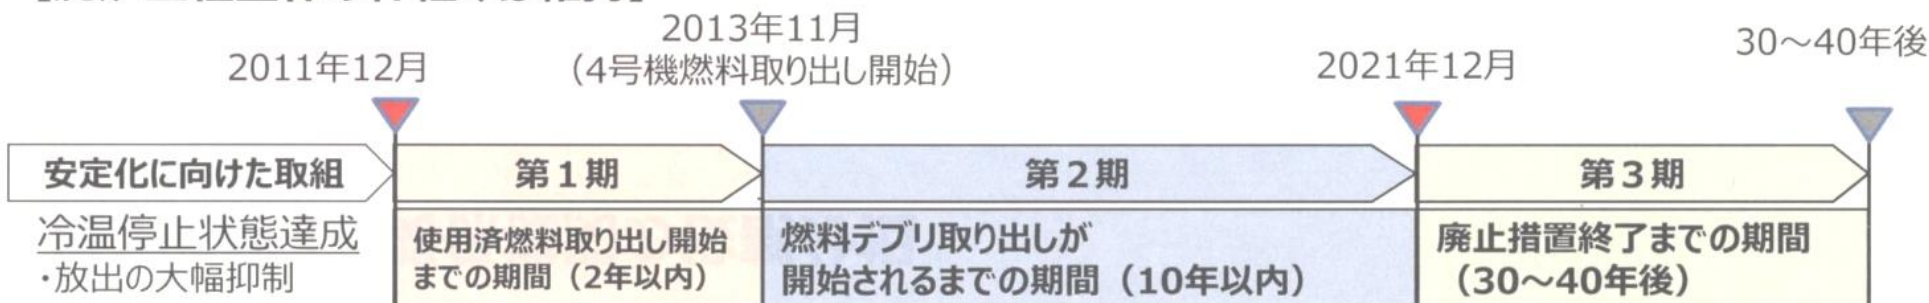 2011年12月
2013年11月
(4号機燃料取り出し開始)
2021年12月
30～40年後
安定化に向けた取組
第1期
第2期
第3期
冷温停止状態達成
・放出の大幅抑制
使用済燃料取り出し開始
までの期間（2年以内）
燃料デブリ取り出しが
開始されるまでの期間（10年以内）
廃止措置終了までの期間
（30～40年後）